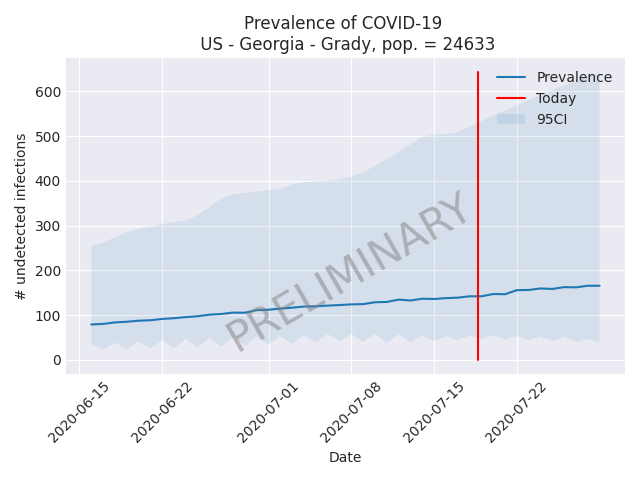 Prevalence of COVID-19
US - Georgia - Grady, pop. = 24633
# undetected infections
600
500
400
300
200
100
0
Prevalence
Today
95CI
PRELIMINARY
2020-06-15
2020-06-22
2020-07-01
2020-07-08
2020-07-15
2020-07-22
Date